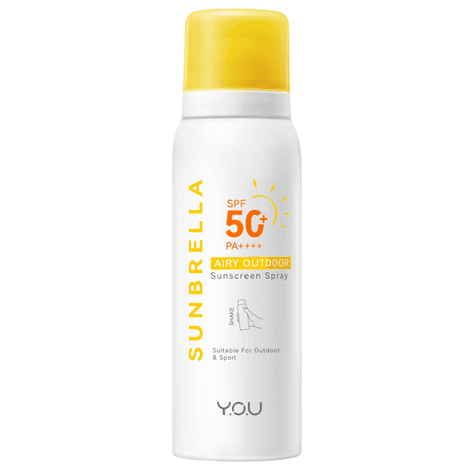 SUNBRELLA
SPF
50+
PA++++
AIRY OUTDOOR
Sunscreen Spray
SHAKE
Suitable For Outdoor
& Sport
Y.O.U